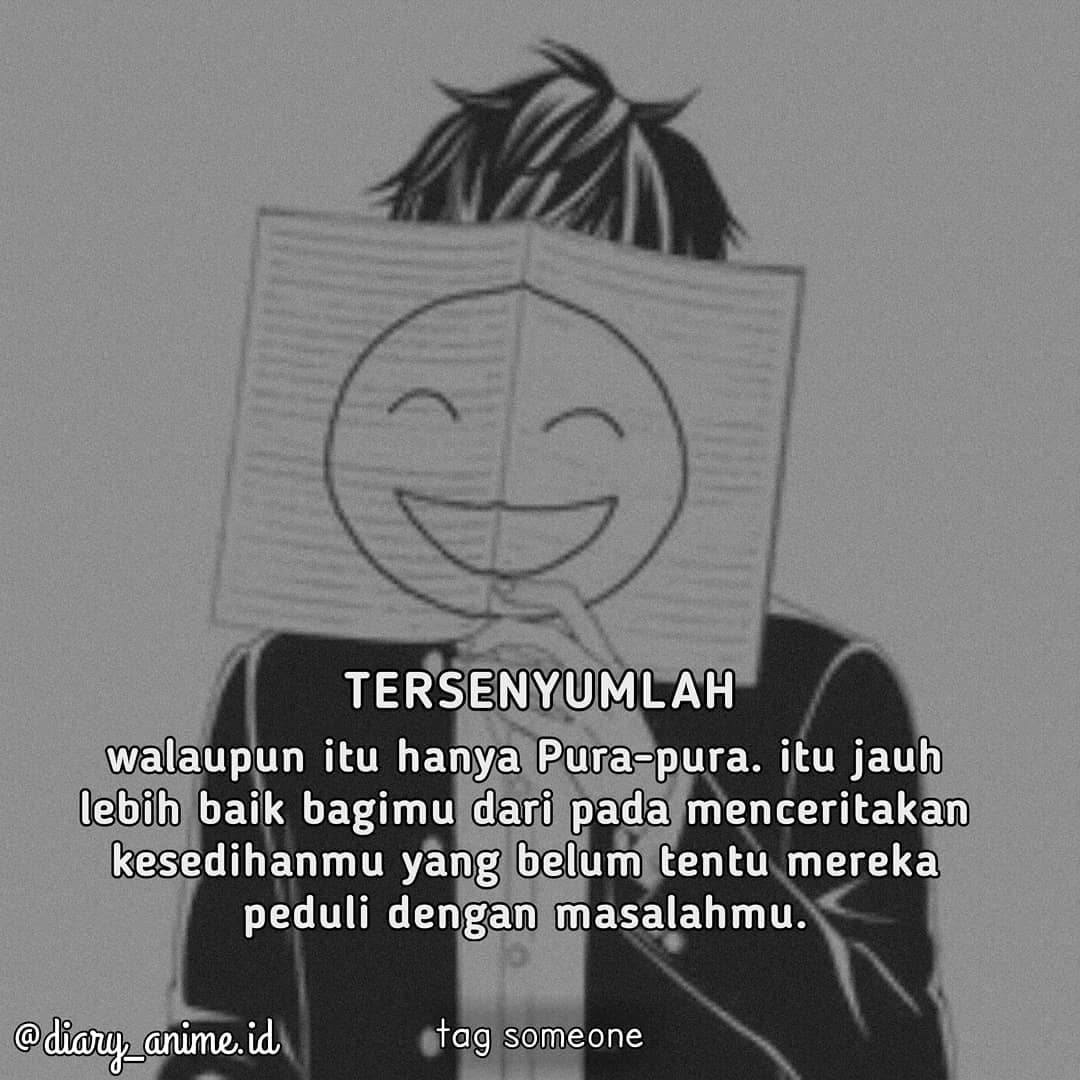 TERSENYUMLAH
walaupun itu hanya Pura-pura. itu jauh
lebih baik bagimu dari pada menceritakan
kesedihanmu yang belum tentu mereka
peduli dengan masalahmu.
@diary_anime.id
tag someone